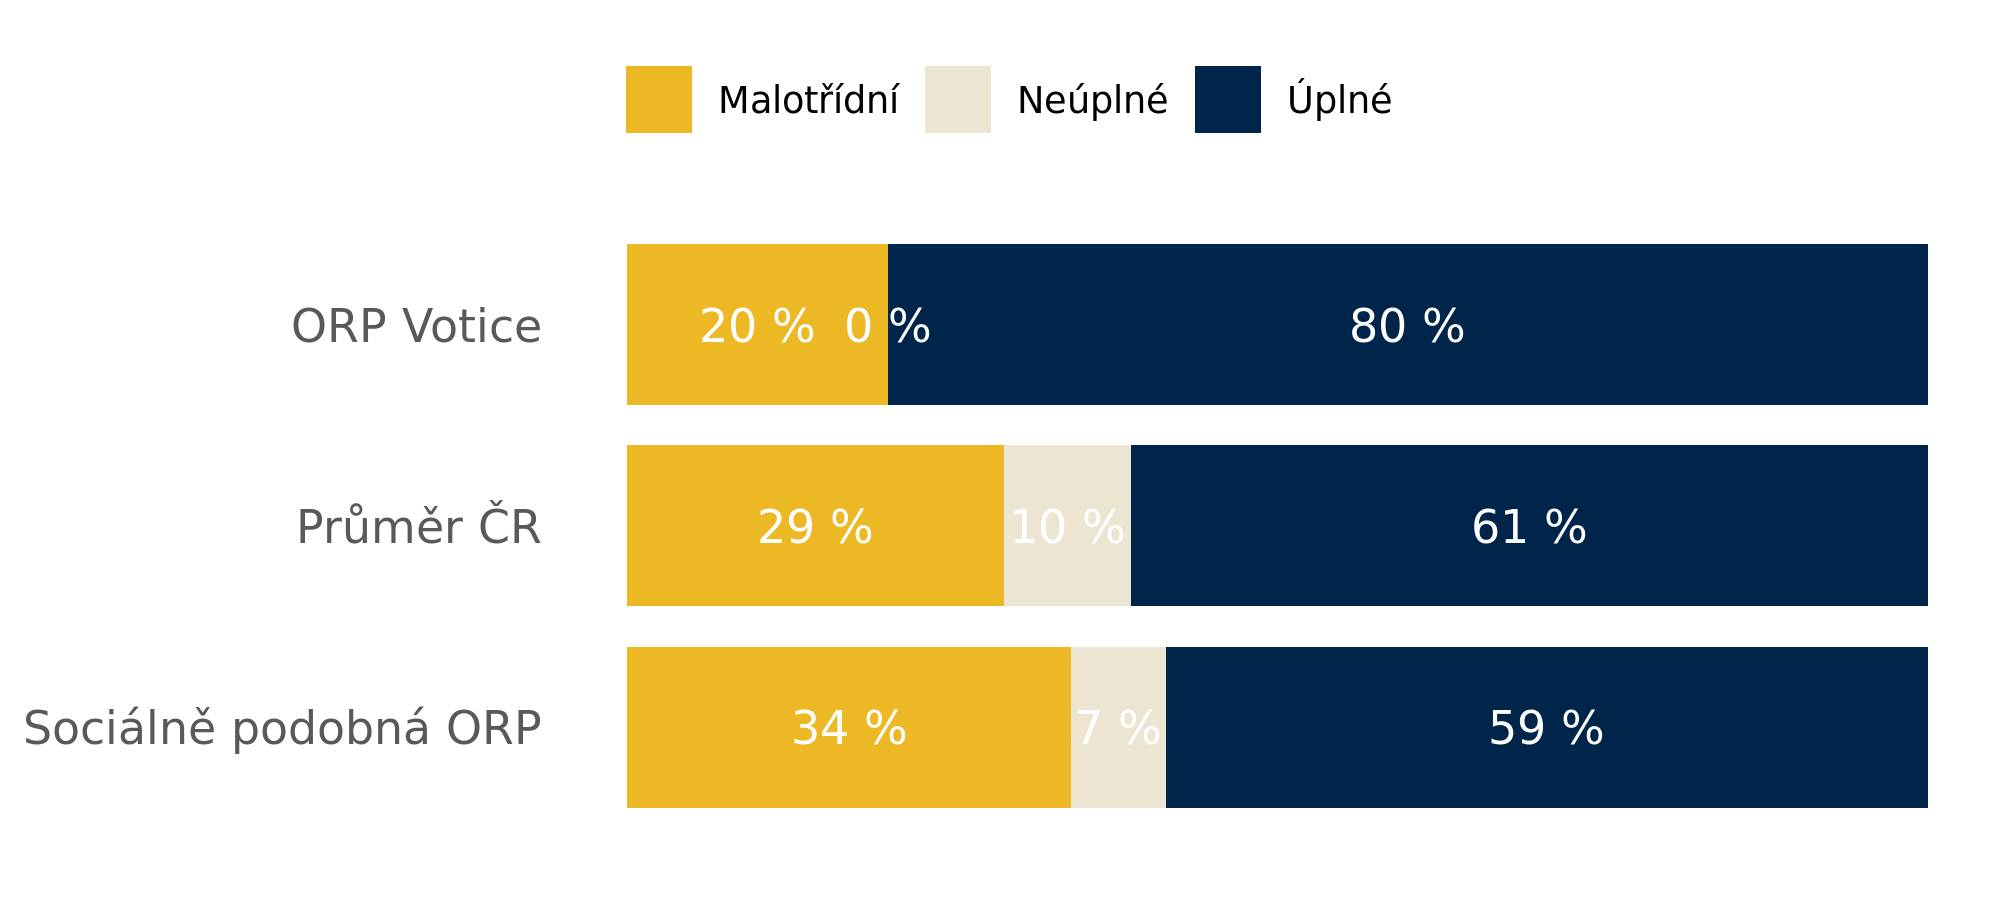 Malotřídní Neúplné Úplné
ORP Votice 20 % 0 % 80 %
Průměr ČR 29 % 10 % 61 %
Sociálně podobná ORP 34 % 7 % 59 %